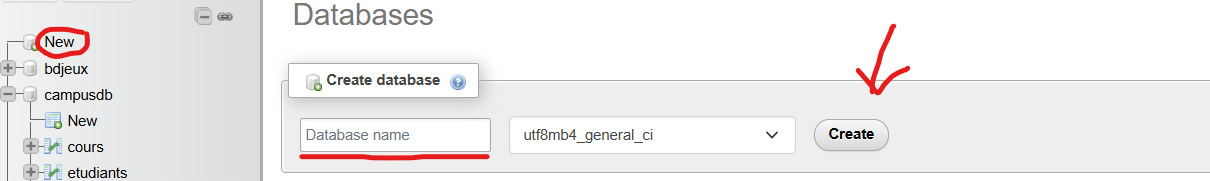 New
bdjeux
campusdb
New
cours
etudiants
Databases
Create database
Database name
utf8mb4_general_ci
Create